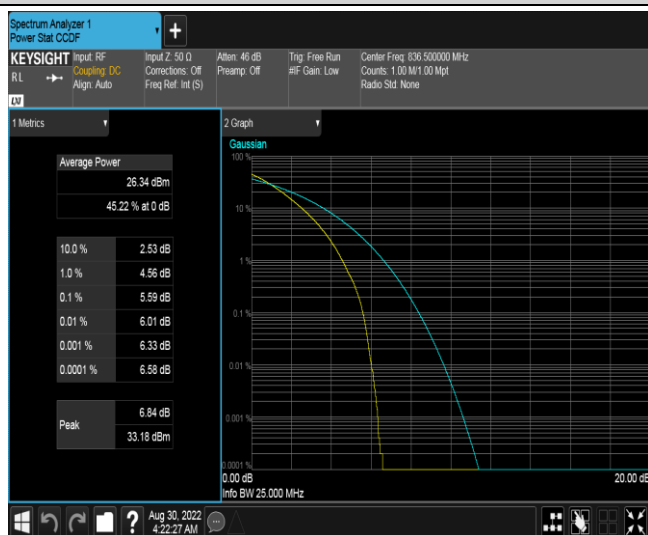 Spectrum Analyzer 1
Power Stat CCDF
KEYSIGHT
RL
LXI
Input: RF
Coupling: DC
Align: Auto
Input Z: 50 Ω
Corrections: Off
Freq Ref: Int (S)
Atten: 46 dB
Preamp: Off
Trig: Free Run
#IF Gain: Low
Center Freq: 836.500000 MHz
Counts: 1.00 M/1.00 Mpt
Radio Std: None
1 Metrics
Average Power
26.34 dBm
45.22 % at 0 dB
10.0 % 2.53 dB
1.0 % 4.56 dB
0.1 % 5.59 dB
0.01 % 6.01 dB
0.001 % 6.33 dB
0.0001 % 6.58 dB
Peak
6.84 dB
33.18 dBm
2 Graph
Gaussian
100 %
10 %
1 %
0.1 %
0.01 %
0.001 %
0.0001 %
0.00 dB
20.00 dB
Info BW 25.000 MHz
?
Aug 30, 2022
4:22:27 AM